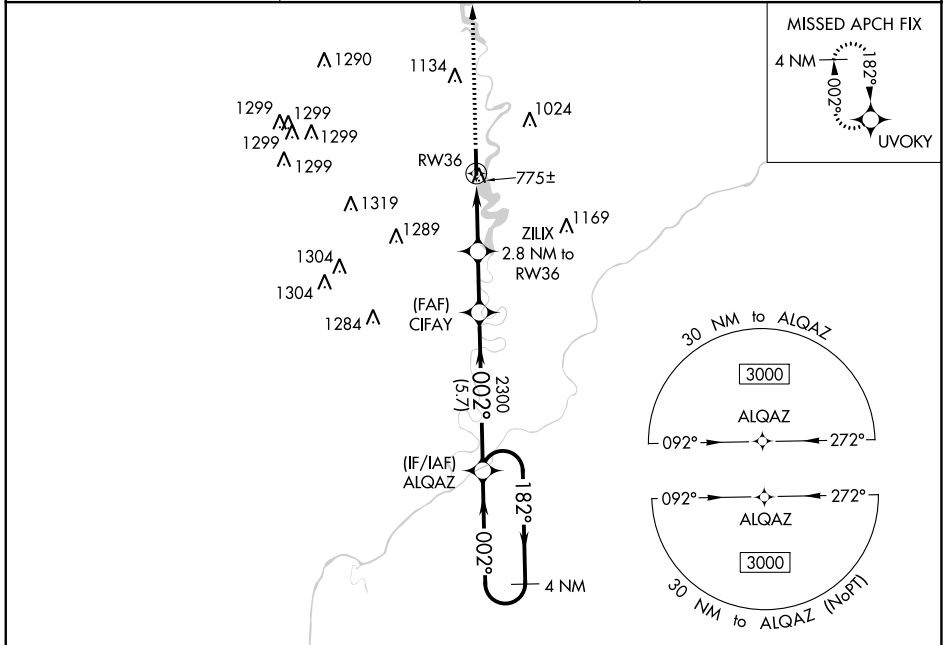 MISSED APCH FIX
4 NM
182°
002°
UVOKY
1290
1134
1299
1299
1299
1299
1299
1024
RW36
775±
1319
1289
1169
ZILIX
2.8 NM to
RW36
1304
1304
1284
(FAF)
CIFAY
2300
002°
(5.7)
(IF/IAF)
ALQAZ
182°
002°
4 NM
30 NM to ALQAZ
3000
ALQAZ
092°
272°
092°
272°
ALQAZ
3000
30 NM to ALQAZ (NoPT)